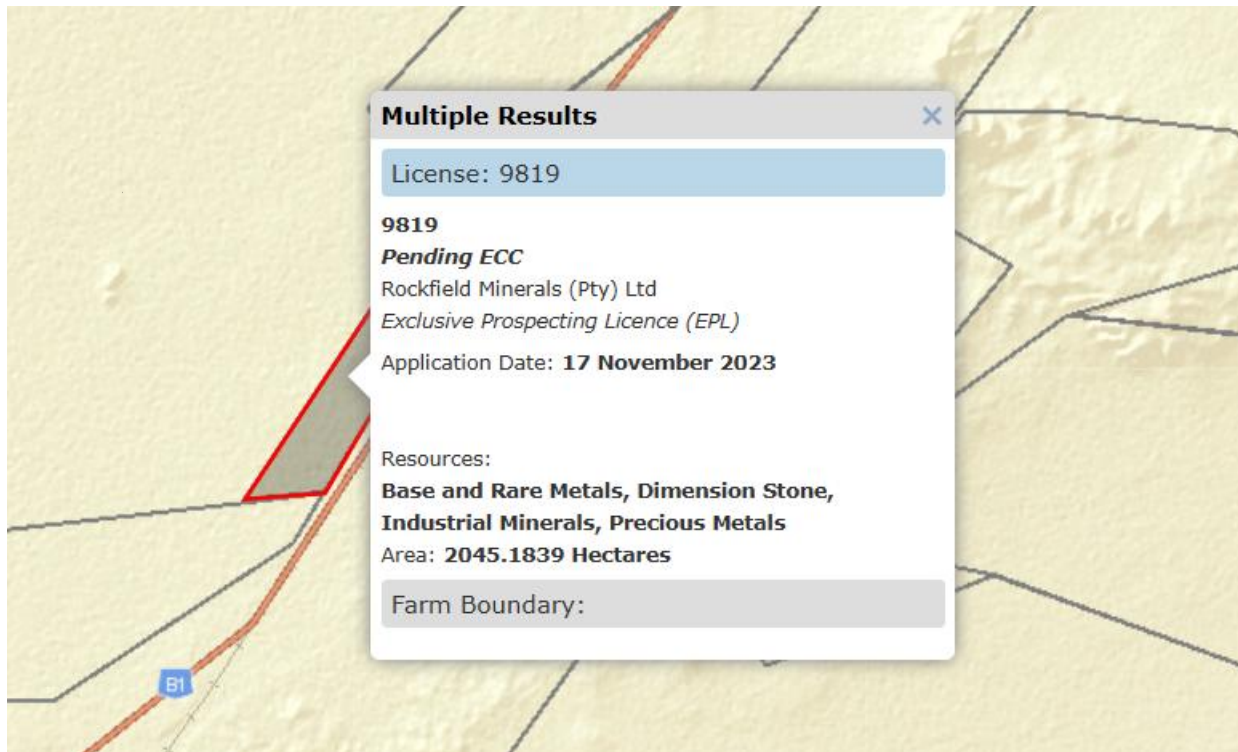 Multiple Results
License: 9819
9819
Pending ECC
Rockfield Minerals (Pty) Ltd
Exclusive Prospecting Licence (EPL)
Application Date: 17 November 2023
Resources:
Base and Rare Metals, Dimension Stone,
Industrial Minerals, Precious Metals
Area: 2045.1839 Hectares
Farm Boundary:
B1